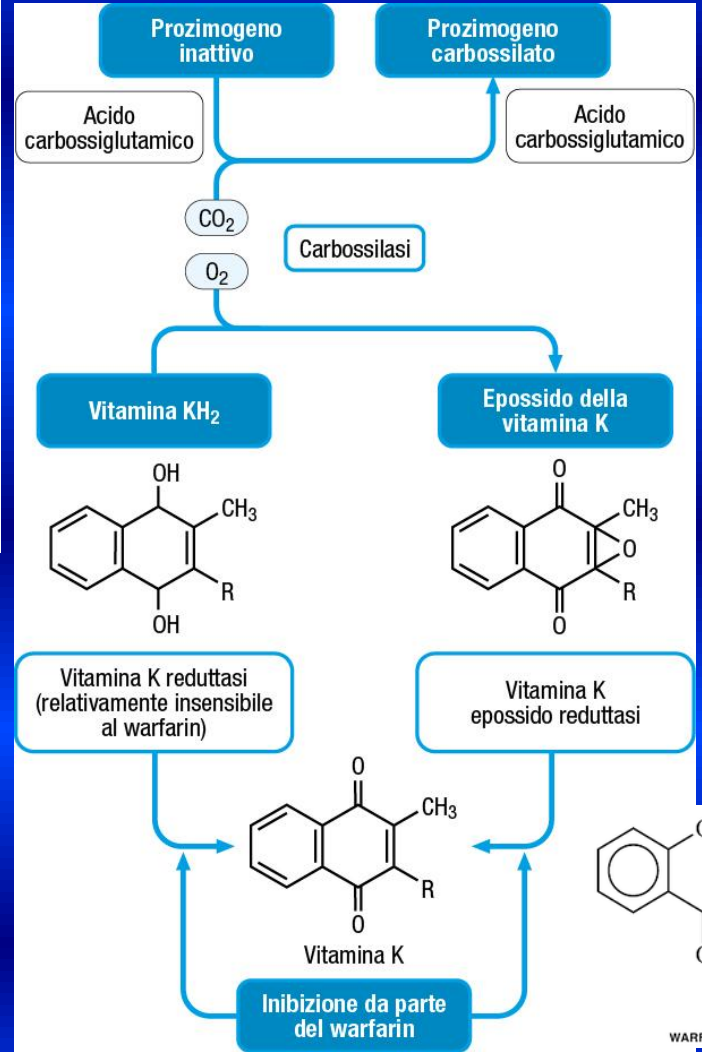 Prozimogeno
inattivo
Prozimogeno
carbossilato
Acido
carbossiglutamico
Acido
carbossiglutamico
CO₂
Carbossilasi
O₂
Vitamina KH₂
Epossido della
vitamina K
OH
CH₃
R
OH
O
CH₃
O
R
O
Vitamina K reduttasi
(relativamente insensibile
al warfarin)
Vitamina K
epossido reduttasi
O
CH₃
R
O
Vitamina K
Inibizione da parte
del warfarin